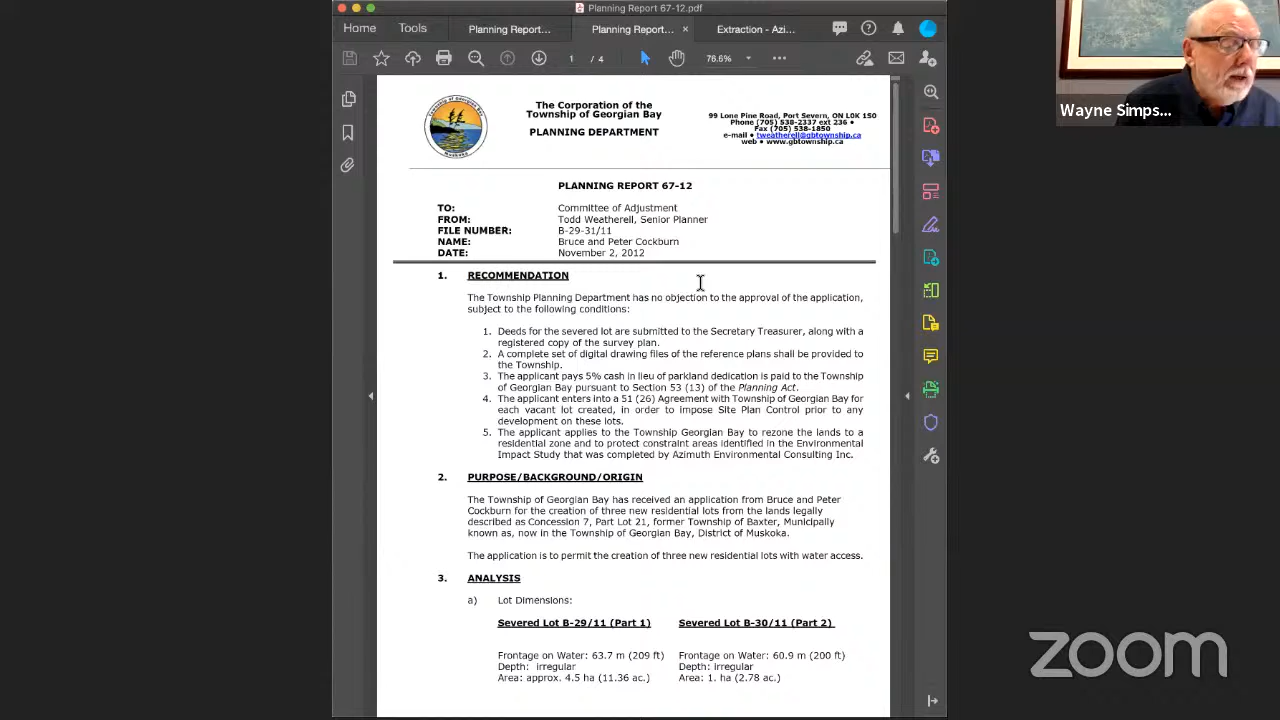 Planning Report 67-12.pdf
Home
Tools
Planning Report...
Planning Report...
×
Extraction - Azi...
1 / 4
76.6%
The Corporation of the
Township of Georgian Bay
PLANNING DEPARTMENT
99 Lone Pine Road, Port Severn, ON L0K 1S0
Phone (705) 538-2337 ext 236 •
Fax (705) 538-1850
e-mail • tweatherell@gbtownship.ca
web • www.gbtownship.ca
PLANNING REPORT 67-12
TO: Committee of Adjustment
FROM: Todd Weatherell, Senior Planner
FILE NUMBER: B-29-31/11
NAME: Bruce and Peter Cockburn
DATE: November 2, 2012
1. RECOMMENDATION
The Township Planning Department has no objection to the approval of the application,
subject to the following conditions:
1. Deeds for the severed lot are submitted to the Secretary Treasurer, along with a
registered copy of the survey plan.
2. A complete set of digital drawing files of the reference plans shall be provided to
the Township.
3. The applicant pays 5% cash in lieu of parkland dedication is paid to the Township
of Georgian Bay pursuant to Section 53 (13) of the Planning Act.
4. The applicant enters into a 51 (26) Agreement with Township of Georgian Bay for
each vacant lot created, in order to impose Site Plan Control prior to any
development on these lots.
5. The applicant applies to the Township Georgian Bay to rezone the lands to a
residential zone and to protect constraint areas identified in the Environmental
Impact Study that was completed by Azimuth Environmental Consulting Inc.
2. PURPOSE/BACKGROUND/ORIGIN
The Township of Georgian Bay has received an application from Bruce and Peter
Cockburn for the creation of three new residential lots from the lands legally
described as Concession 7, Part Lot 21, former Township of Baxter, Municipally
known as, now in the Township of Georgian Bay, District of Muskoka.
The application is to permit the creation of three new residential lots with water access.
3. ANALYSIS
a) Lot Dimensions:
Severed Lot B-29/11 (Part 1) Severed Lot B-30/11 (Part 2)
Frontage on Water: 63.7 m (209 ft) Frontage on Water: 60.9 m (200 ft)
Depth: irregular Depth: irregular
Area: approx. 4.5 ha (11.36 ac.) Area: 1. ha (2.78 ac.)
Wayne Simps...
zoom